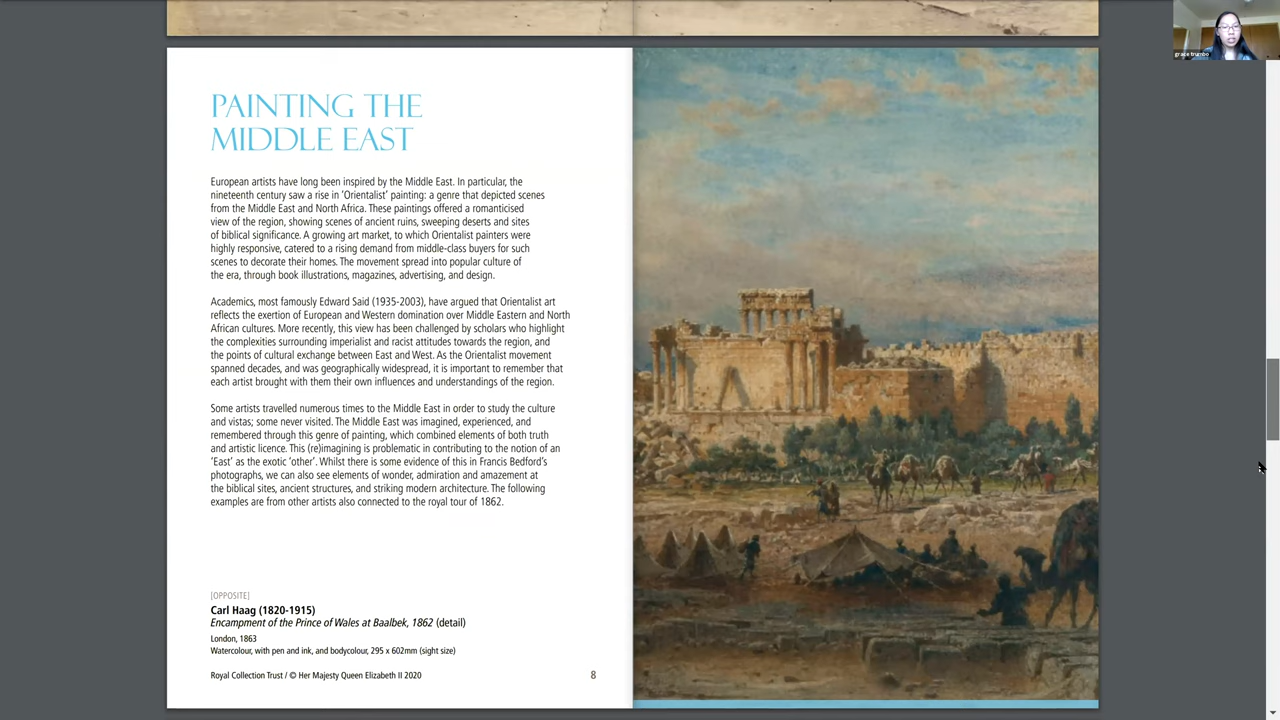 PAINTING THE
MIDDLE EAST
European artists have long been inspired by the Middle East. In particular, the
nineteenth century saw a rise in ‘Orientalist’ painting: a genre that depicted scenes
from the Middle East and North Africa. These paintings offered a romanticised
view of the region, showing scenes of ancient ruins, sweeping deserts and sites
of biblical significance. A growing art market, to which Orientalist painters were
highly responsive, catered to a rising demand from middle-class buyers for such
scenes to decorate their homes. The movement spread into popular culture of
the era, through book illustrations, magazines, advertising, and design.
Academics, most famously Edward Said (1935-2003), have argued that Orientalist art
reflects the exertion of European and Western domination over Middle Eastern and North
African cultures. More recently, this view has been challenged by scholars who highlight
the complexities surrounding imperialist and racist attitudes towards the region, and
the points of cultural exchange between East and West. As the Orientalist movement
spanned decades, and was geographically widespread, it is important to remember that
each artist brought with them their own influences and understandings of the region.
Some artists travelled numerous times to the Middle East in order to study the culture
and vistas; some never visited. The Middle East was imagined, experienced, and
remembered through this genre of painting, which combined elements of both truth
and artistic licence. This (re)imagining is problematic in contributing to the notion of an
‘East’ as the exotic ‘other’. Whilst there is some evidence of this in Francis Bedford’s
photographs, we can also see elements of wonder, admiration and amazement at
the biblical sites, ancient structures, and striking modern architecture. The following
examples are from other artists also connected to the royal tour of 1862.
[OPPOSITE]
Carl Haag (1820-1915)
Encampment of the Prince of Wales at Baalbek, 1862 (detail)
London, 1863
Watercolour, with pen and ink, and bodycolour, 295 x 602mm (sight size)
Royal Collection Trust / © Her Majesty Queen Elizabeth II 2020
8
grace trumbo